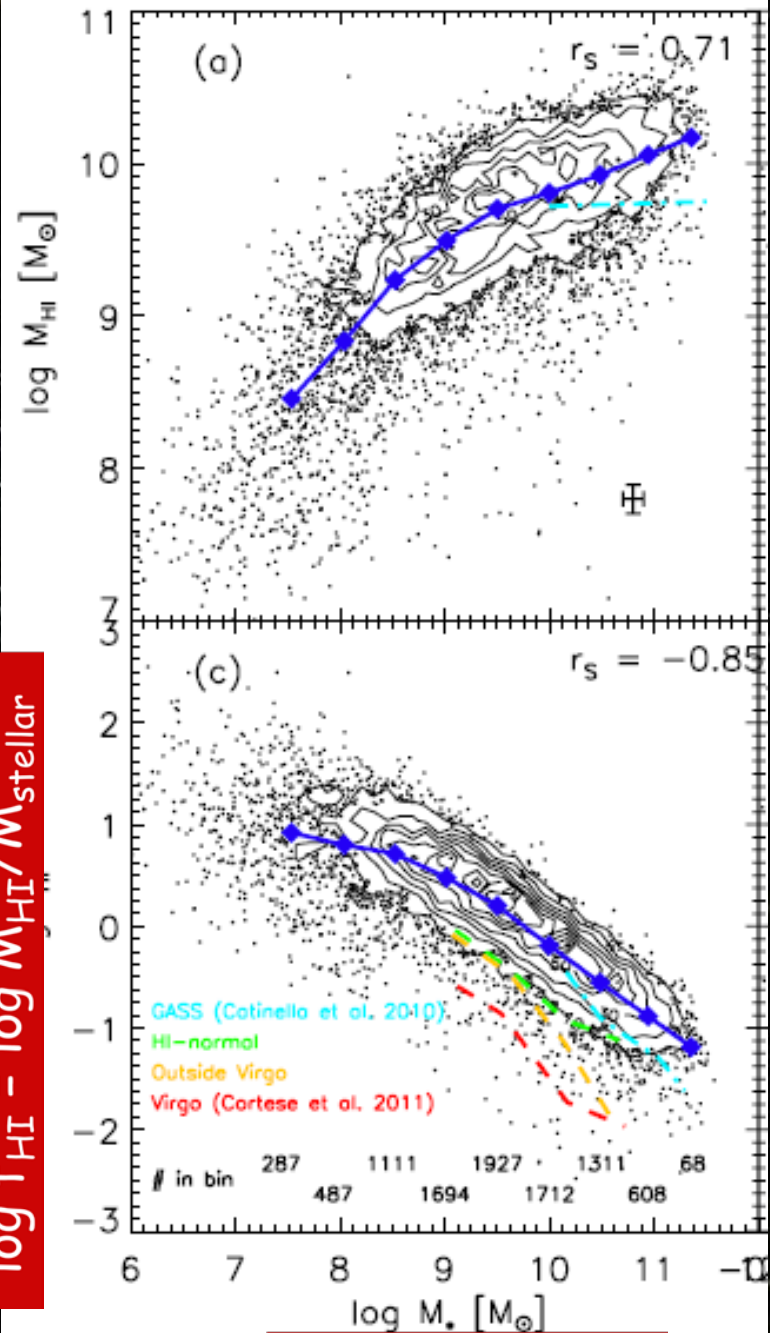 11
(a)
r_s = 0.71
10
log M_HI [M_⊙]
9
8
7
3
(c)
r_s = −0.85
2
1
0
−1
−2
−3
log f_HI − log M_HI/M_stellar
GASS (Catinella et al. 2010)
HI−normal
Outside Virgo
Virgo (Cortese et al. 2011)
287 1111 1927 1311 68
# in bin
487 1694 1712 608
6 7 8 9 10 11
log M_* [M_⊙]